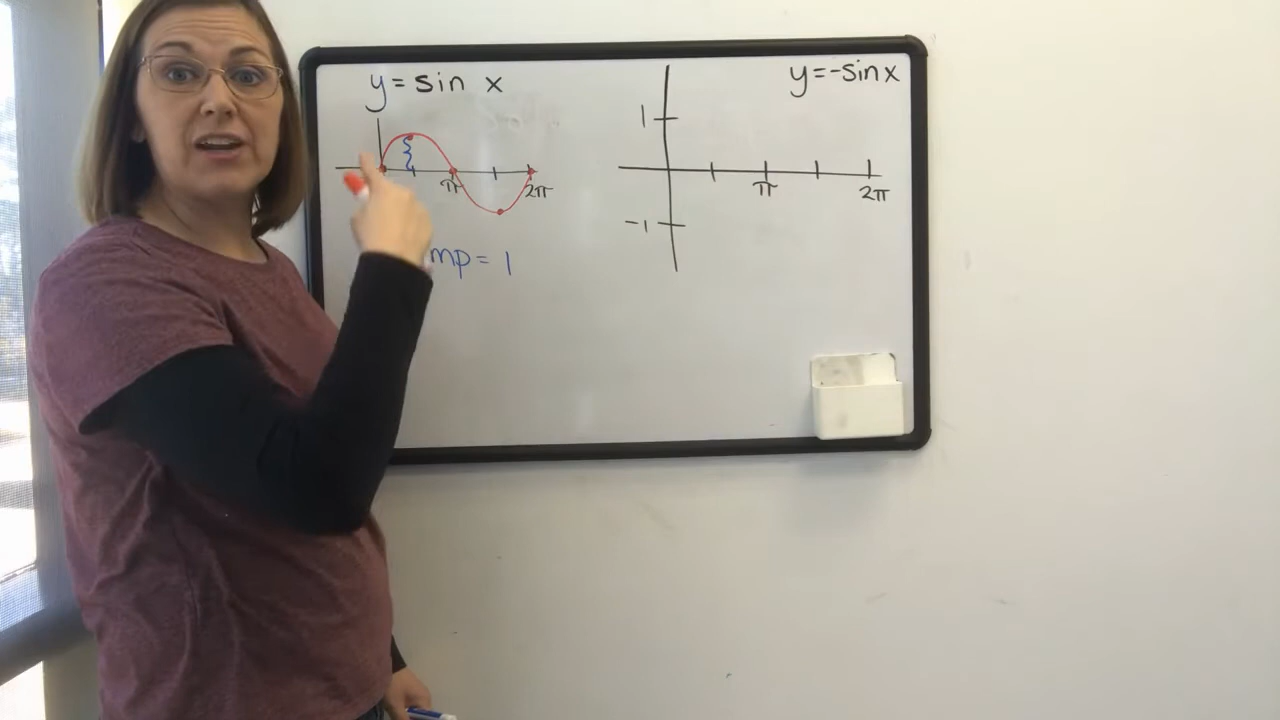 y = sin x
π
2π
mp = 1
y = -sin x
1
π
2π
-1